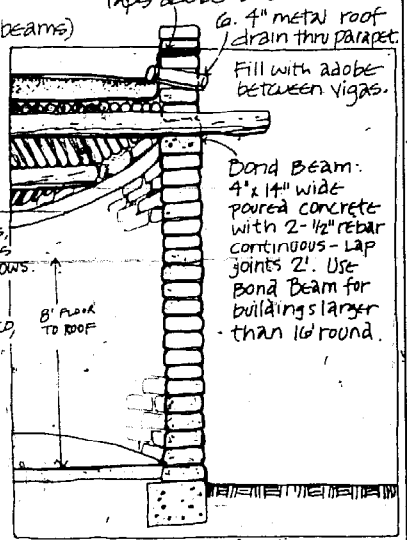 beams)
6. 4" metal roof
drain thru parapet.
Fill with adobe
between vigas.
Bond Beam:
4" x 14" wide
poured concrete
with 2-1/2" rebar
continuous - Lap
joints 2'. Use
Bond Beam for
buildings larger
than 16' round.
ows.
8' FLOOR
TO ROOF